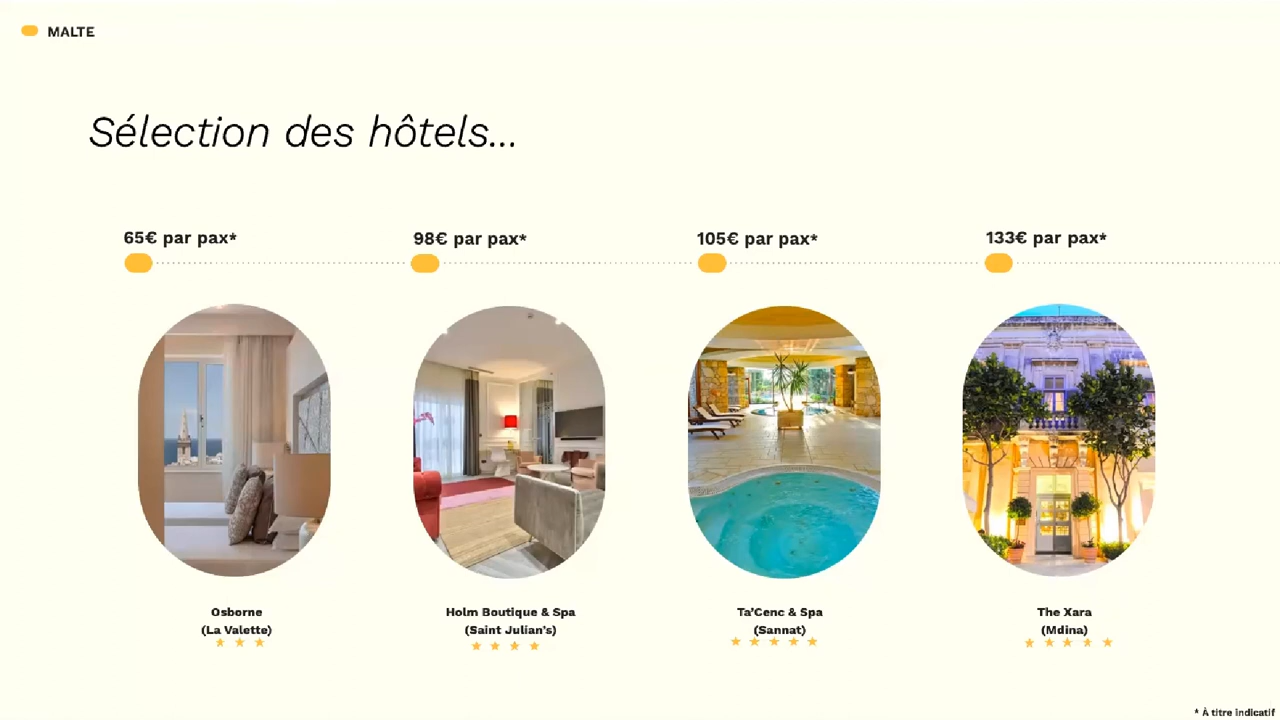 MALTE
Sélection des hôtels...
65€ par pax*
98€ par pax*
105€ par pax*
133€ par pax*
Osborne
(La Valette)
Holm Boutique & Spa
(Saint Julian's)
Ta'Cenc & Spa
(Sannat)
The Xara
(Mdina)
* À titre indicatif